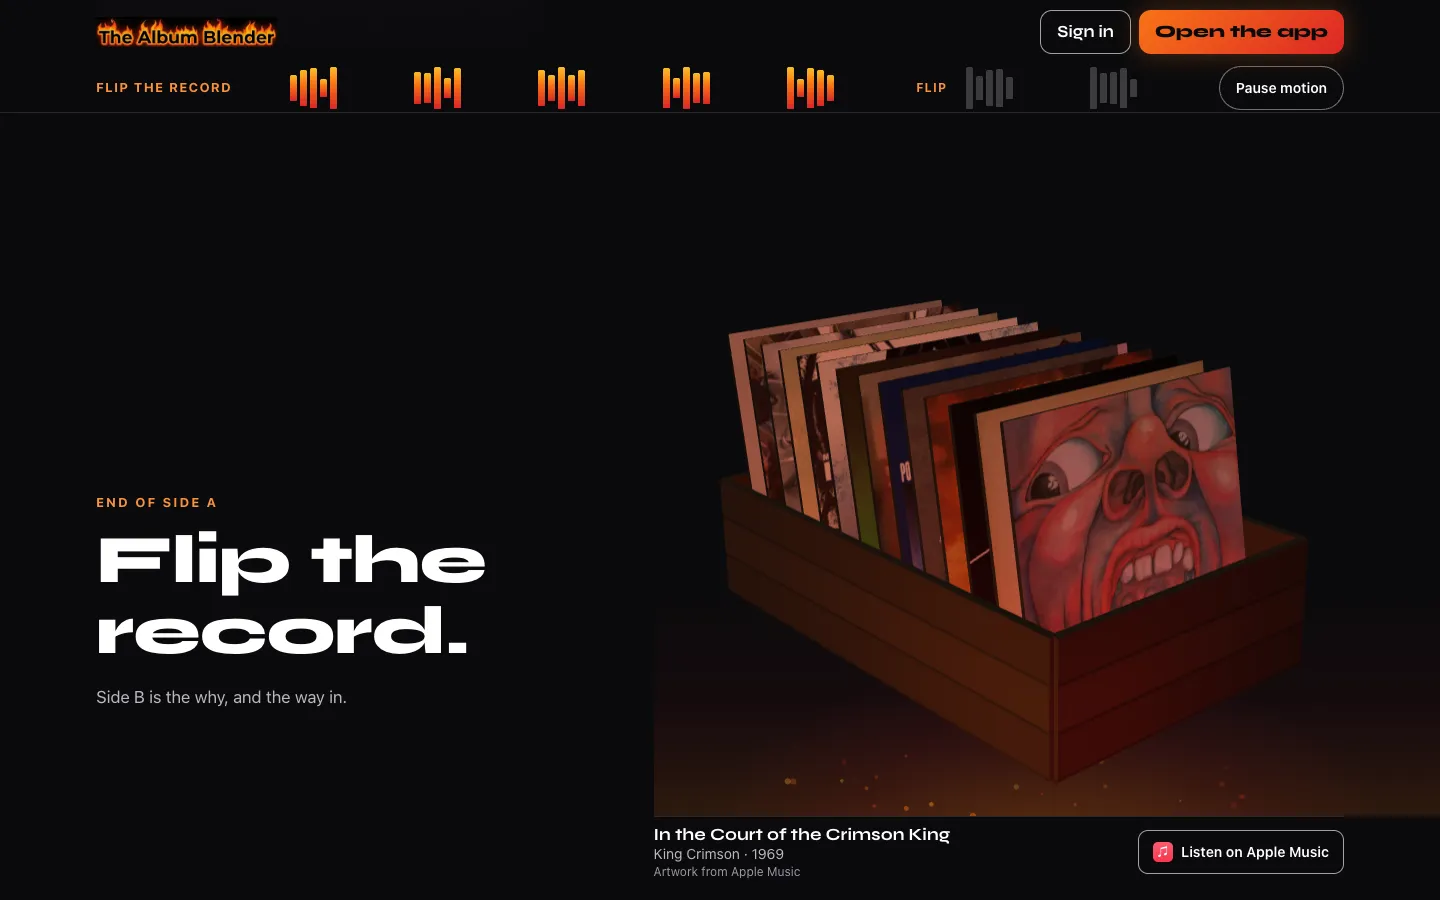 The Album Blender
Sign in
Open the app
FLIP THE RECORD
FLIP
Pause motion
END OF SIDE A
Flip the
record.
Side B is the why, and the way in.
In the Court of the Crimson King
King Crimson · 1969
Artwork from Apple Music
Listen on Apple Music